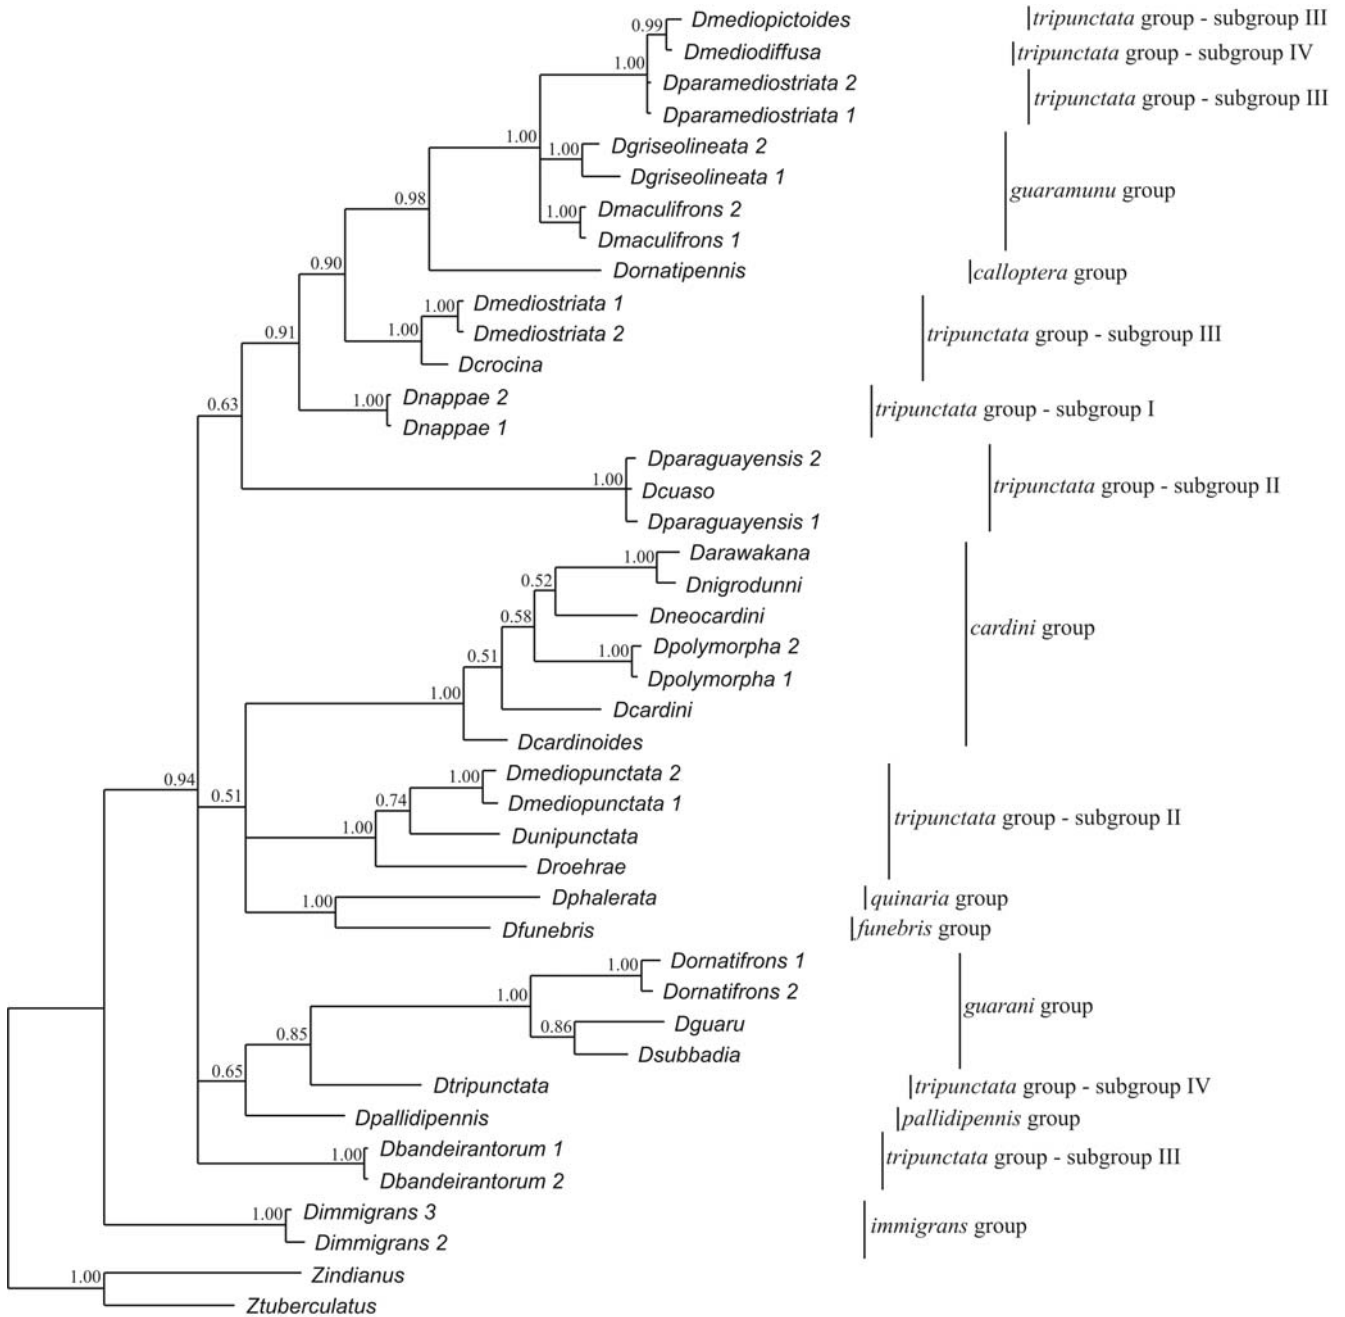 0.99 Dmediopictoides |tripunctata group - subgroup III
Dmediodiffusa |tripunctata group - subgroup IV
1.00 Dparamediostriata 2
tripunctata group - subgroup III
Dparamediostriata 1
1.00 1.00 Dgriseolineata 2
Dgriseolineata 1
guaramunu group
0.98 1.00 Dmaculifrons 2
Dmaculifrons 1
0.90 Dornatipennis |calloptera group
1.00 Dmediostriata 1
0.91 1.00 Dmediostriata 2 tripunctata group - subgroup III
Dcrocina
0.63 1.00 Dnappae 2
tripunctata group - subgroup I
Dnappae 1
Dparaguayensis 2
1.00 Dcuaso tripunctata group - subgroup II
Dparaguayensis 1
1.00 Darawakana
0.52 Dnigrodunni
0.58 Dneocardini
cardini group
0.51 1.00 Dpolymorpha 2
Dpolymorpha 1
1.00 Dcardini
Dcardinoides
0.94 1.00 Dmediopunctata 2
0.51 0.74 Dmediopunctata 1
tripunctata group - subgroup II
1.00 Dunipunctata
Droehrae
1.00 Dphalerata |quinaria group
Dfunebris |funebris group
1.00 Dornatifrons 1
1.00 Dornatifrons 2
guarani group
0.85 0.86 Dguaru
Dsubbadia
0.65 Dtripunctata |tripunctata group - subgroup IV
Dpallidipennis |pallidipennis group
1.00 Dbandeirantorum 1
tripunctata group - subgroup III
Dbandeirantorum 2
1.00 Dimmigrans 3
immigrans group
Dimmigrans 2
1.00 Zindianus
Ztuberculatus